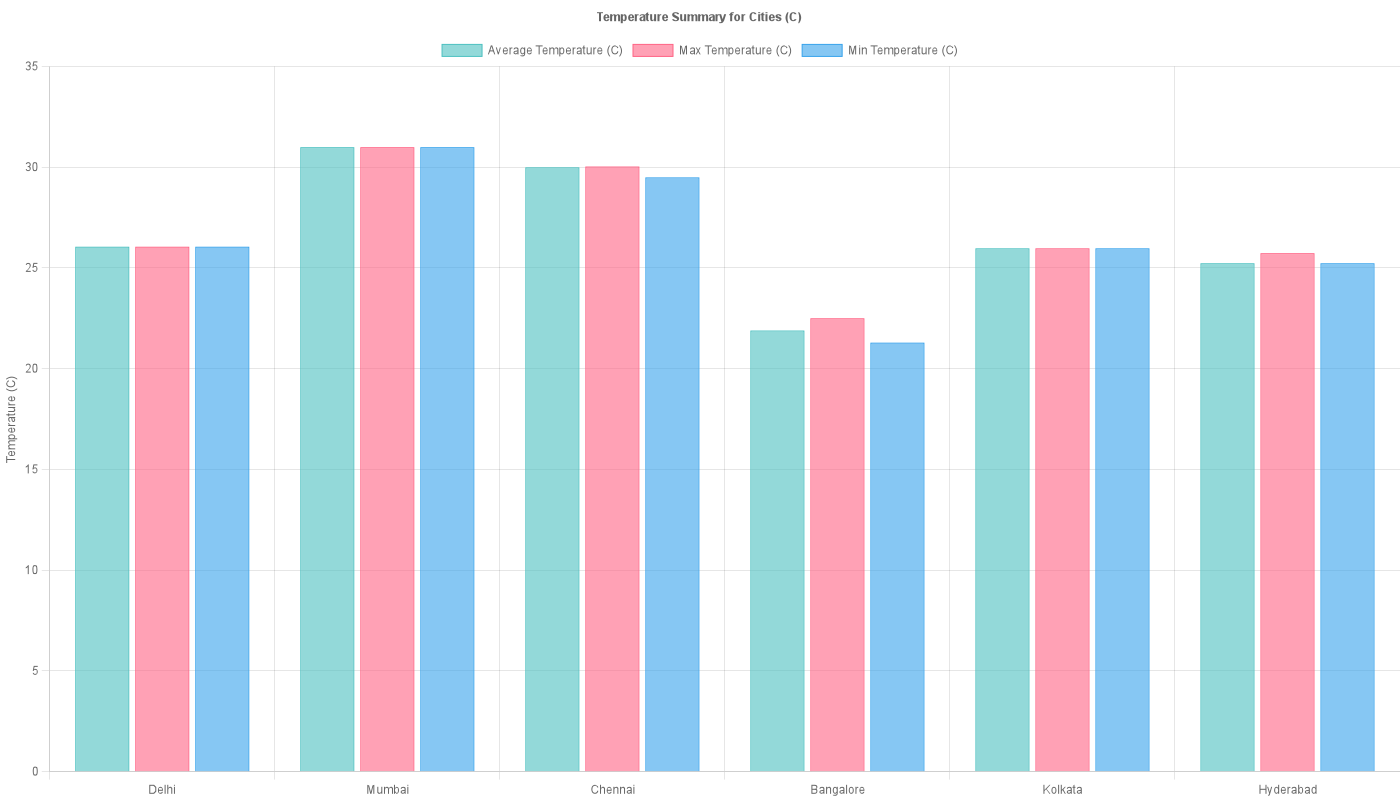 Temperature Summary for Cities (C)
Average Temperature (C) Max Temperature (C) Min Temperature (C)
Temperature (C)
35
30
25
20
15
10
5
0
Delhi Mumbai Chennai Bangalore Kolkata Hyderabad